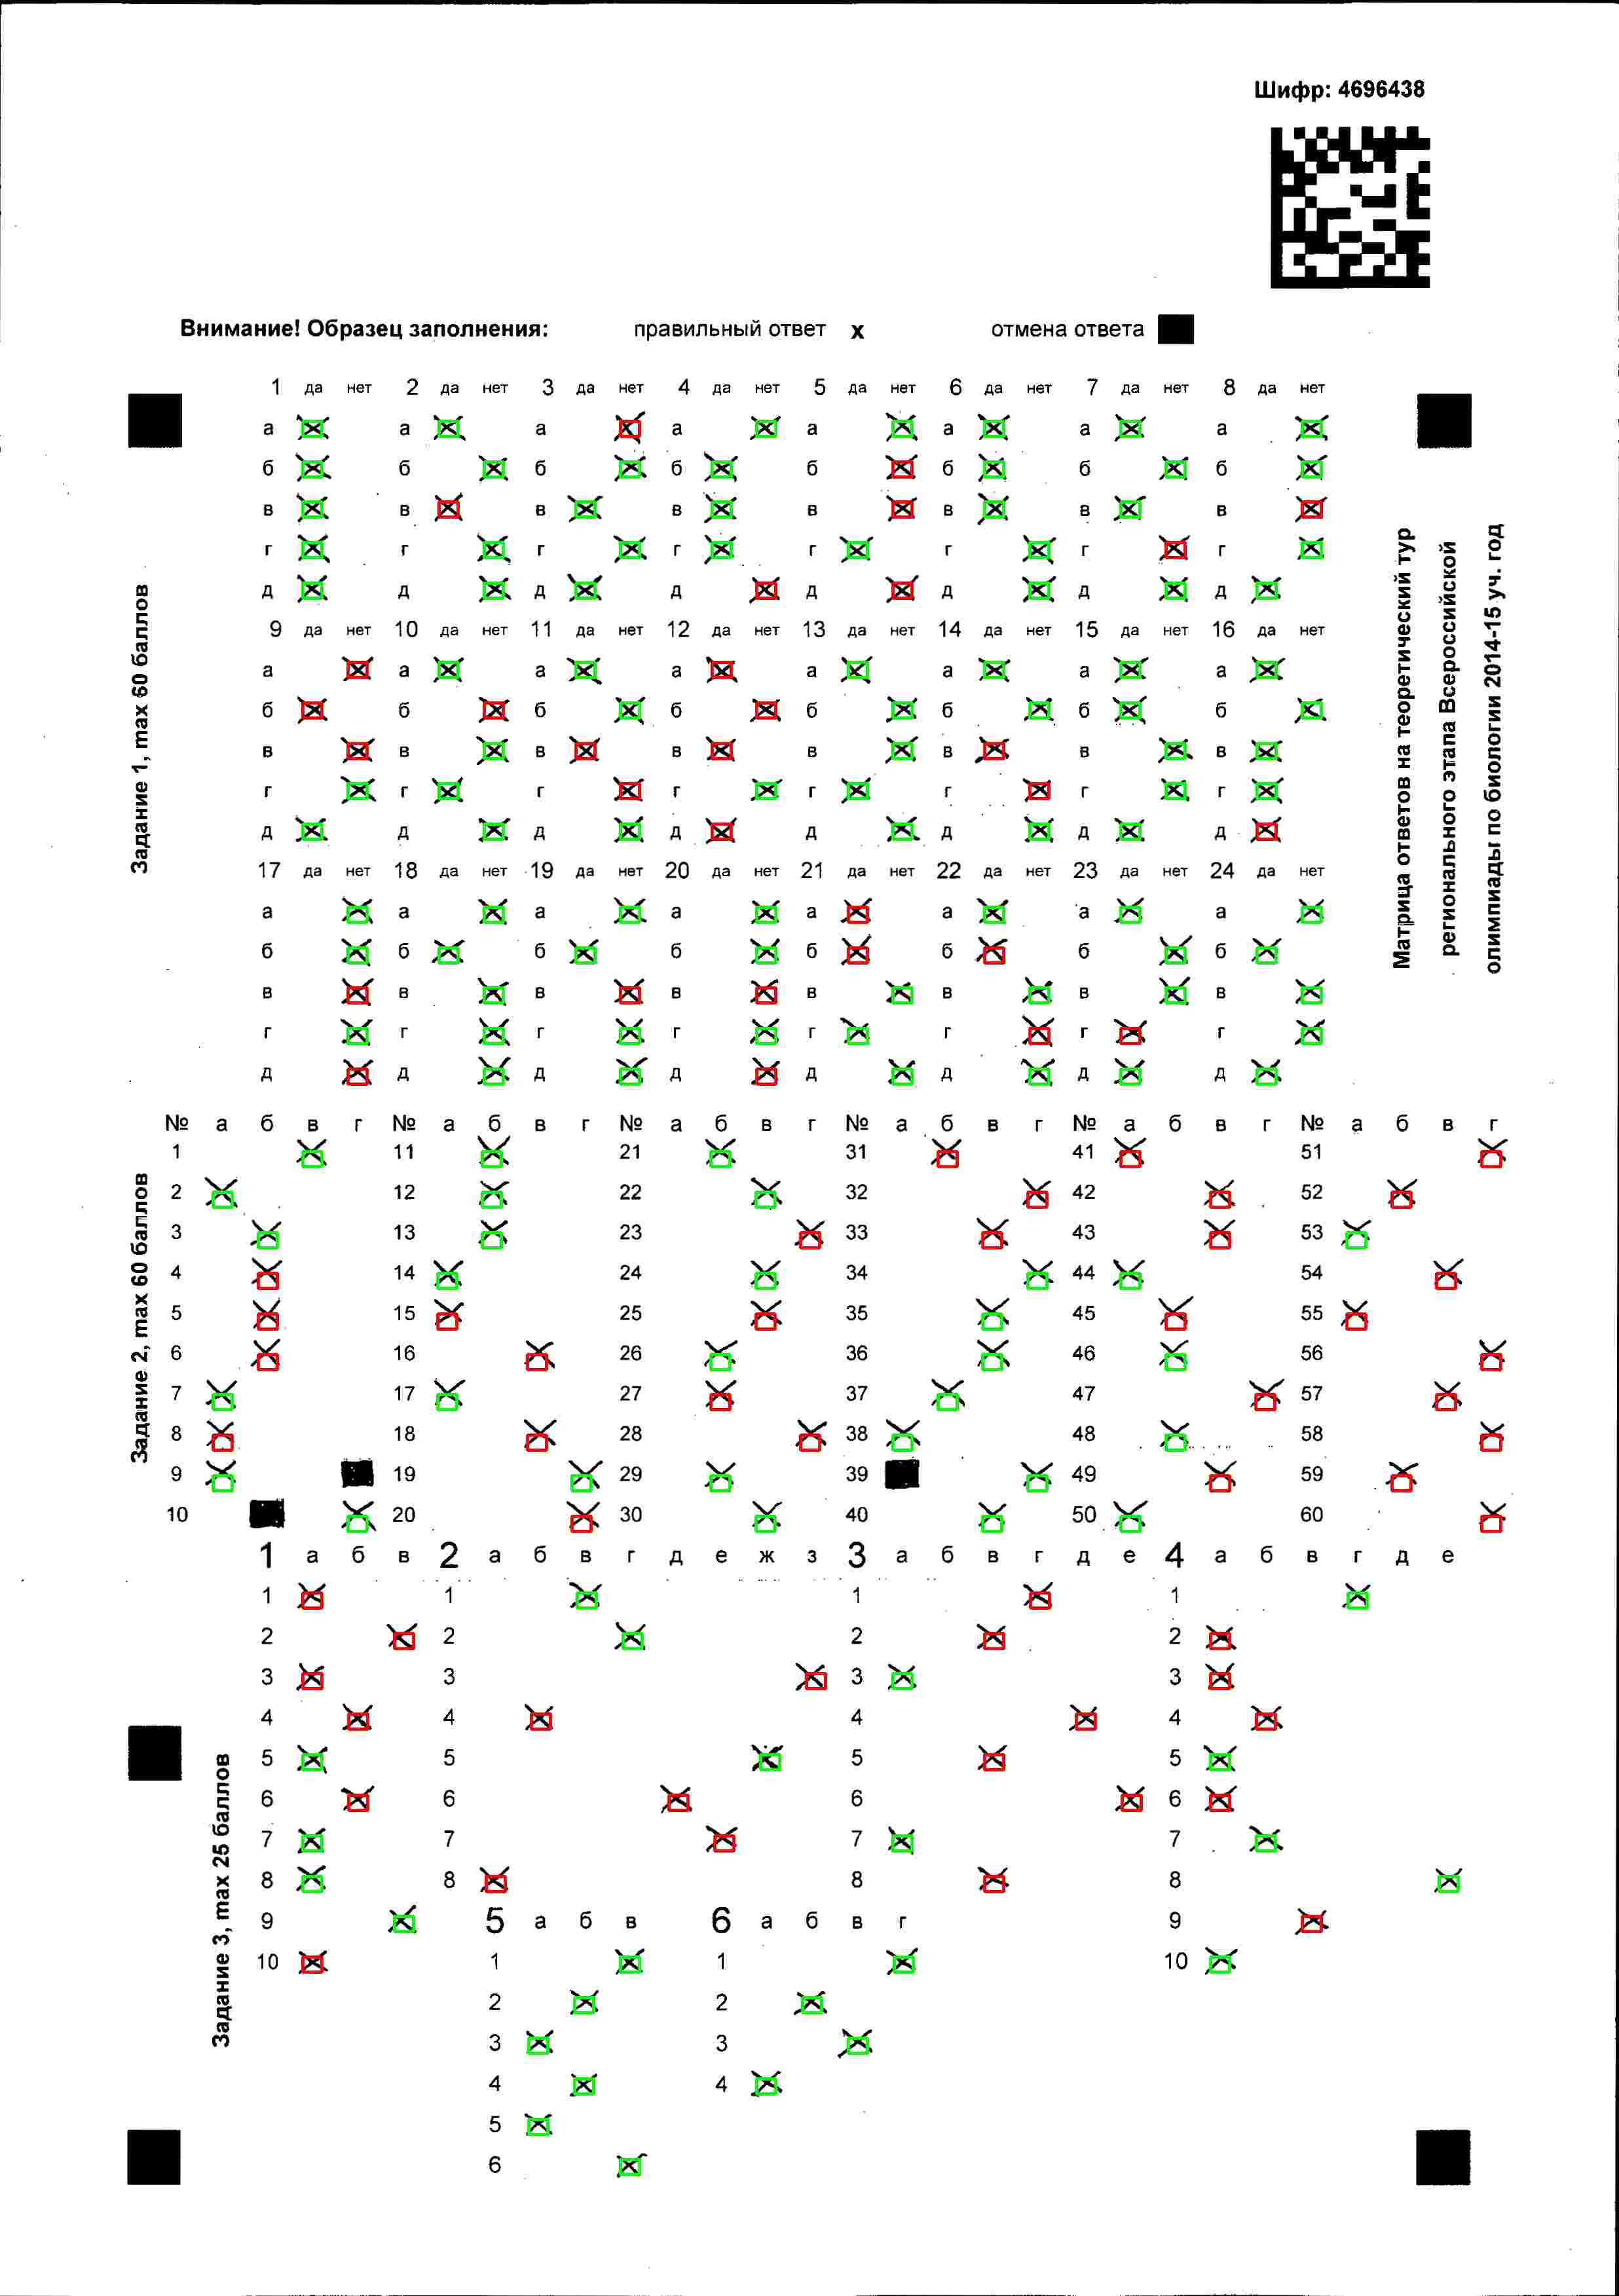 Шифр: 4696438
Внимание! Образец заполнения: правильный ответ x отмена ответа
1 да нет 2 да нет 3 да нет 4 да нет 5 да нет 6 да нет 7 да нет 8 да нет
а а а а а а а а
б б б б б б б б
в в в в в в в в
г г г г г г г г
д д д д д д д д
9 да нет 10 да нет 11 да нет 12 да нет 13 да нет 14 да нет 15 да нет 16 да нет
а а а а а а а а
б б б б б б б б
в в в в в в в в
г г г г г г г г
д д д д д д д д
17 да нет 18 да нет 19 да нет 20 да нет 21 да нет 22 да нет 23 да нет 24 да нет
а а а а а а а а
б б б б б б б б
в в в в в в в в
г г г г г г г г
д д д д д д д д
№ а б в г № а б в г № а б в г № а б в г № а б в г № а б в г
1 11 21 31 41 51
2 12 22 32 42 52
3 13 23 33 43 53
4 14 24 34 44 54
5 15 25 35 45 55
6 16 26 36 46 56
7 17 27 37 47 57
8 18 28 38 48 58
9 19 29 39 49 59
10 20 30 40 50 60
1 а б в 2 а б в г д е ж з 3 а б в г д е 4 а б в г д е
1 1 1 1
2 2 2 2
3 3 3 3
4 4 4 4
5 5 5 5
6 6 6 6
7 7 7 7
8 8 8 8
9 5 а б в 6 а б в г 9
10 1 1 10
2 2
3 3
4 4
5
6
Задание 1, max 60 баллов
Задание 2, max 60 баллов
Задание 3, max 25 баллов
Матрица ответов на теоретический тур
регионального этапа Всероссийской
олимпиады по биологии 2014-15 уч. год